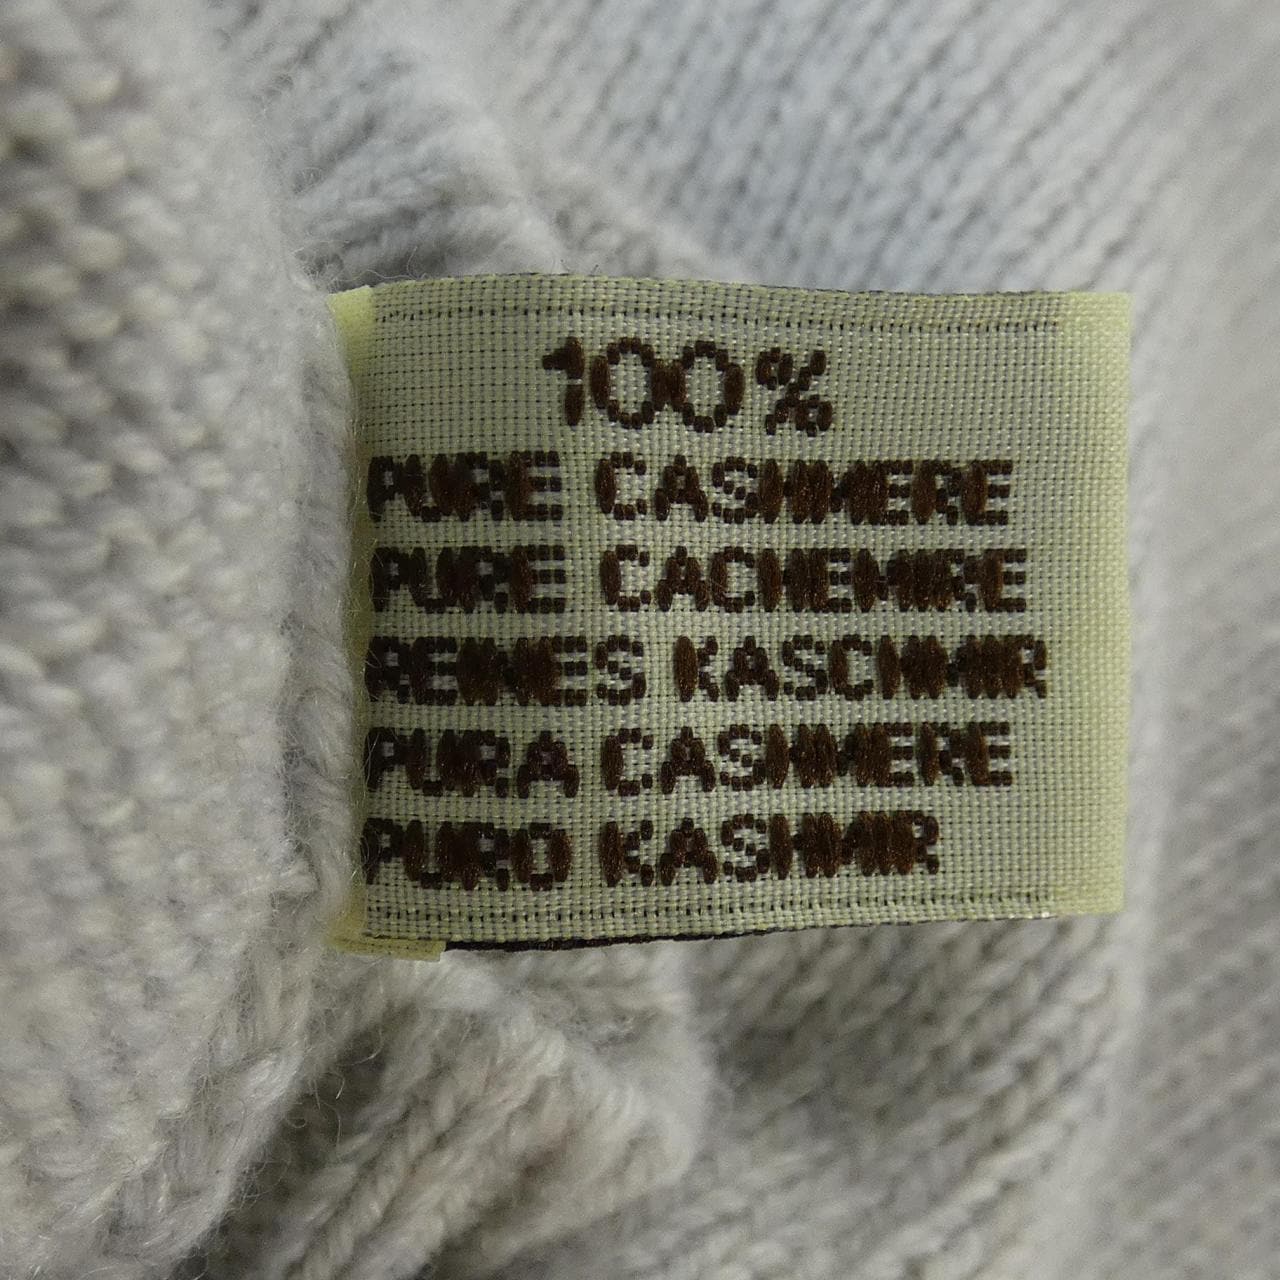 100%
PURE CASHMERE
PURE CACHEMIRE
REINES KASCHMIR
PURA CASHMERE
PURO KASHMIR